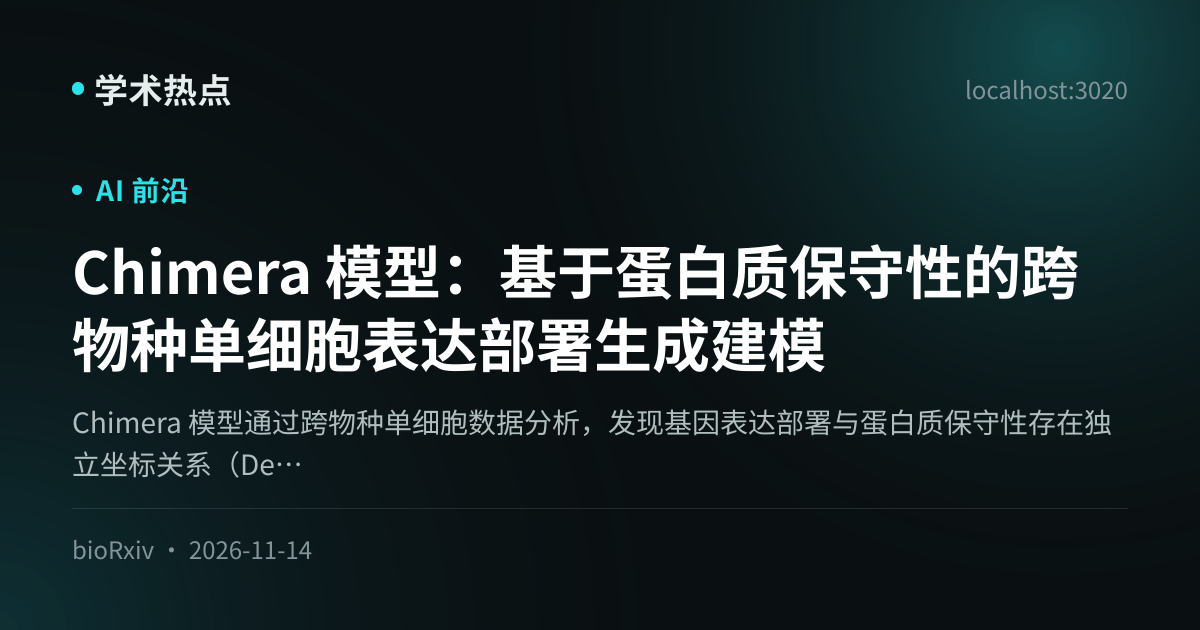 学术热点
localhost:3020
AI 前沿
Chimera 模型：基于蛋白质保守性的跨
物种单细胞表达部署生成建模
Chimera 模型通过跨物种单细胞数据分析，发现基因表达部署与蛋白质保守性存在独
立坐标关系（De…
bioRxiv · 2026-11-14